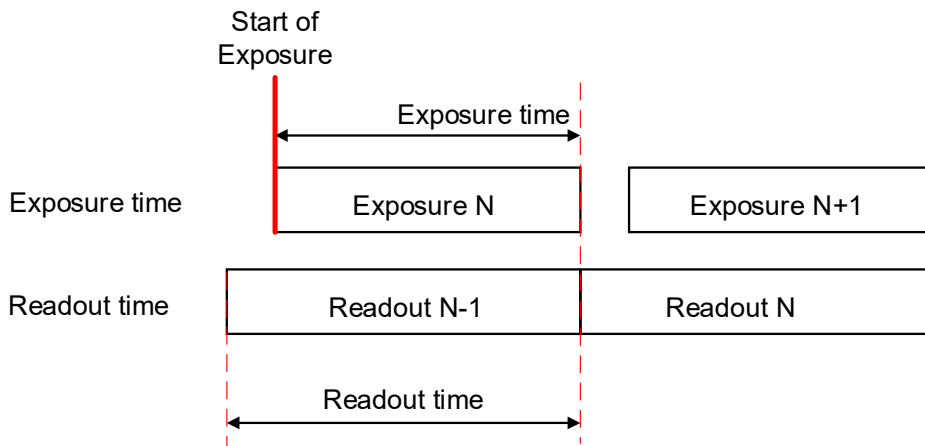 Start of
Exposure
Exposure time
Exposure time
Exposure N
Exposure N+1
Readout time
Readout N-1
Readout N
Readout time